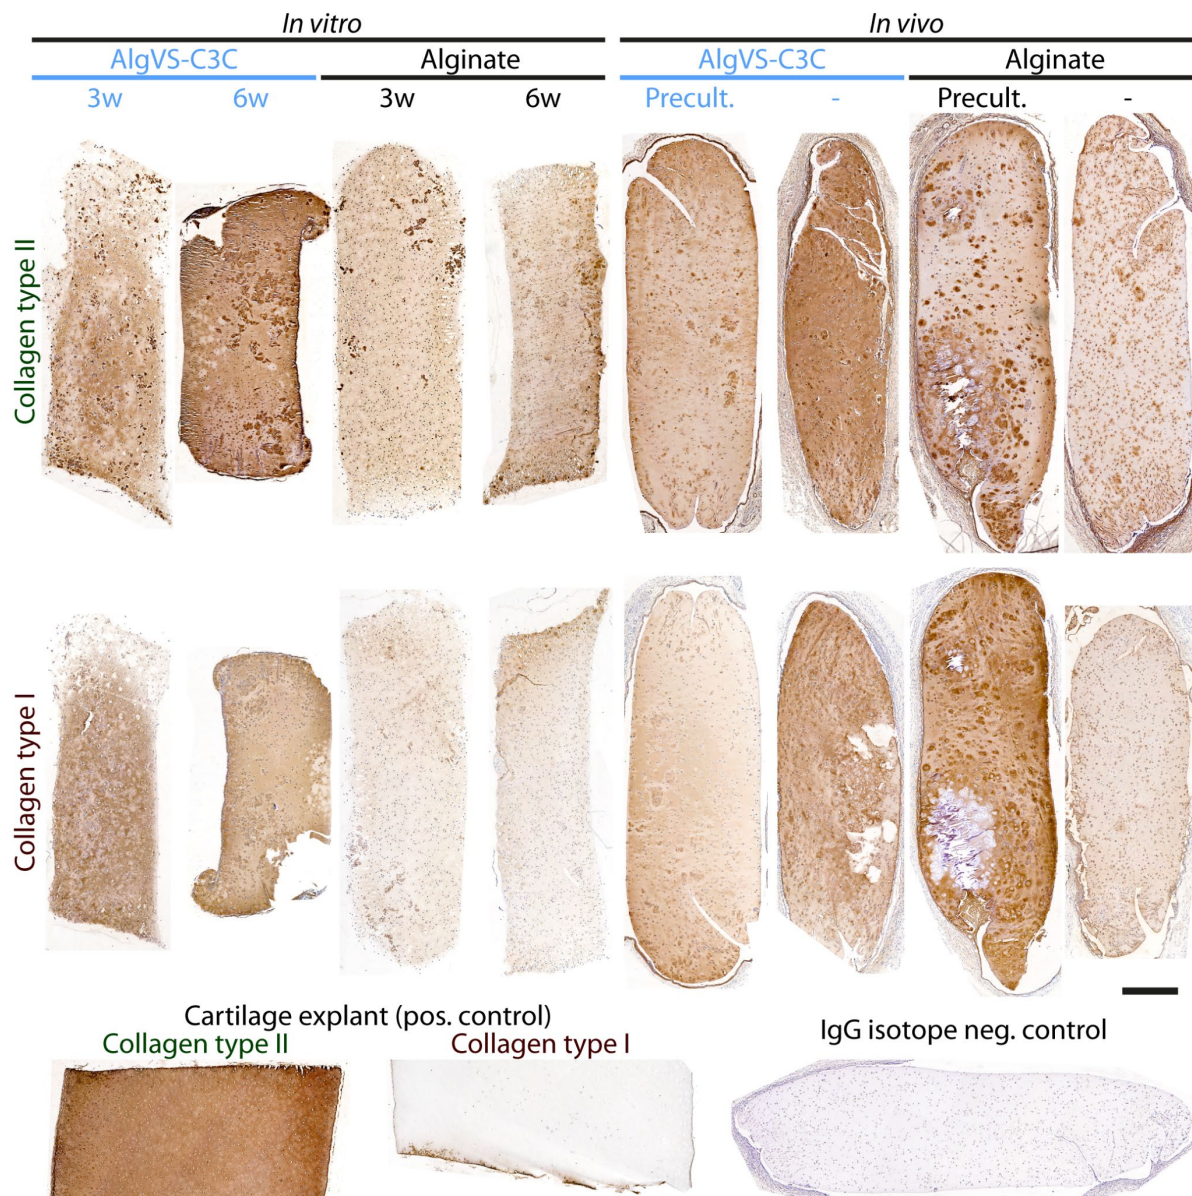 In vitro In vivo
AlgVS-C3C Alginate AlgVS-C3C Alginate
3w 6w 3w 6w Precult. - Precult. -
Collagen type II
Collagen type I
Cartilage explant (pos. control)
Collagen type II Collagen type I
IgG isotope neg. control